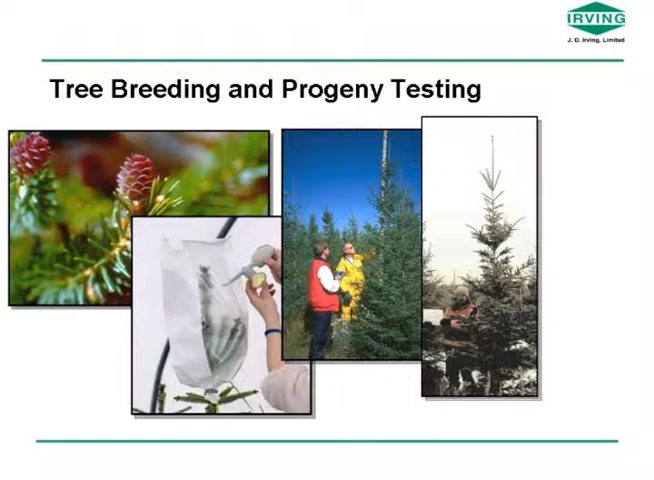 IRVING
J. D. Irving, Limited
Tree Breeding and Progeny Testing